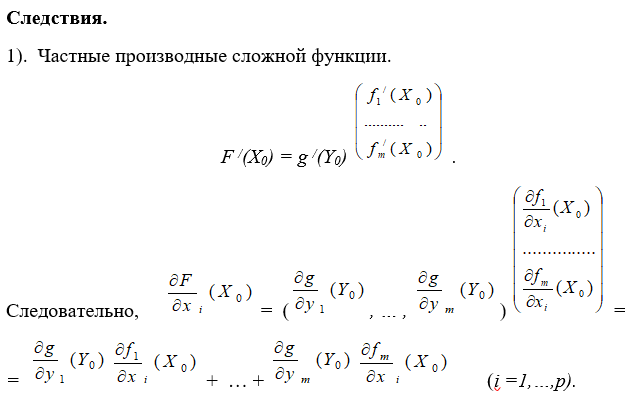 Следствия.
1). Частные производные сложной функции.
F ′(X₀) = g ′(Y₀) ( f₁′(X₀) .......... .. fₘ′(X₀) ) .
Следовательно, ∂F/∂xᵢ (X₀) = ( ∂g/∂y₁ (Y₀) , … , ∂g/∂yₘ (Y₀) ) ( ∂f₁/∂xᵢ (X₀) ............... ∂fₘ/∂xᵢ (X₀) ) =
= ∂g/∂y₁ (Y₀) ∂f₁/∂xᵢ (X₀) + … + ∂g/∂yₘ (Y₀) ∂fₘ/∂xᵢ (X₀) (i =1,…,p).